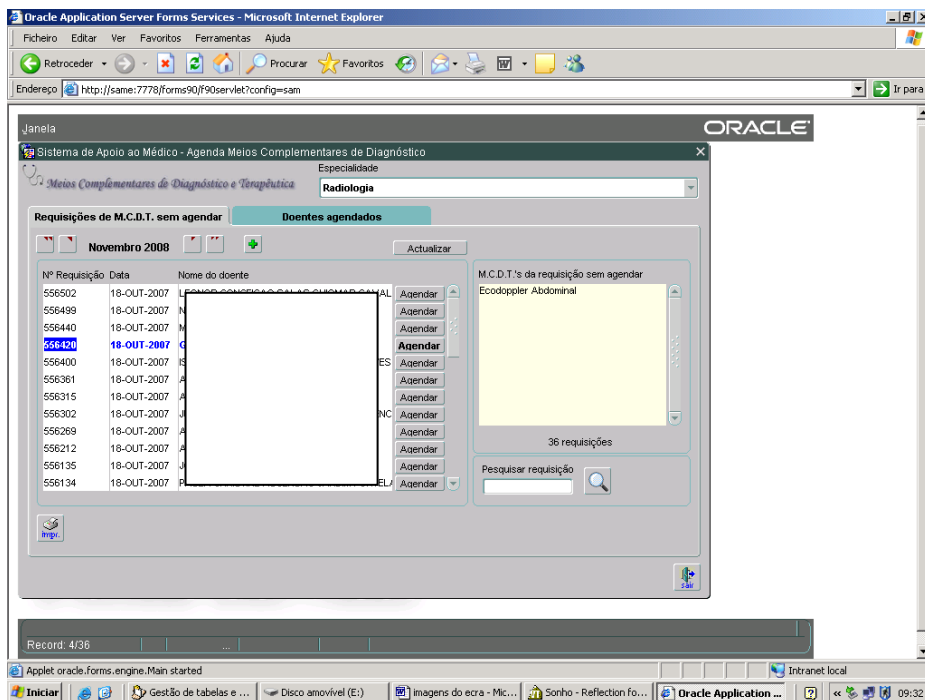 Oracle Application Server Forms Services - Microsoft Internet Explorer
Ficheiro Editar Ver Favoritos Ferramentas Ajuda
Retroceder Procurar Favoritos
Endereço http://same:7778/forms90/f90servlet?config=sam Ir para
Janela ORACLE
Sistema de Apoio ao Médico - Agenda Meios Complementares de Diagnóstico
Especialidade
Meios Complementares de Diagnóstico e Terapêutica
Radiologia
Requisições de M.C.D.T. sem agendar Doentes agendados
Novembro 2008 Actualizar
Nº Requisição Data Nome do doente M.C.D.T.'s da requisição sem agendar
556502 18-OUT-2007 Agendar Ecodoppler Abdominal
556499 18-OUT-2007 Agendar
556440 18-OUT-2007 Agendar
556420 18-OUT-2007 Agendar
556400 18-OUT-2007 Agendar
556361 18-OUT-2007 Agendar
556315 18-OUT-2007 Agendar
556302 18-OUT-2007 Agendar
556269 18-OUT-2007 Agendar
556212 18-OUT-2007 Agendar
36 requisições
556135 18-OUT-2007 Agendar
Pesquisar requisição
556134 18-OUT-2007 Agendar
Impr.
sair
Record: 4/36 ...
Applet oracle.forms.engine.Main started Intranet local
Iniciar Gestão de tabelas e ... Disco amovível (E:) imagens do ecra - Mic... Sonho - Reflection fo... Oracle Application ... 09:32